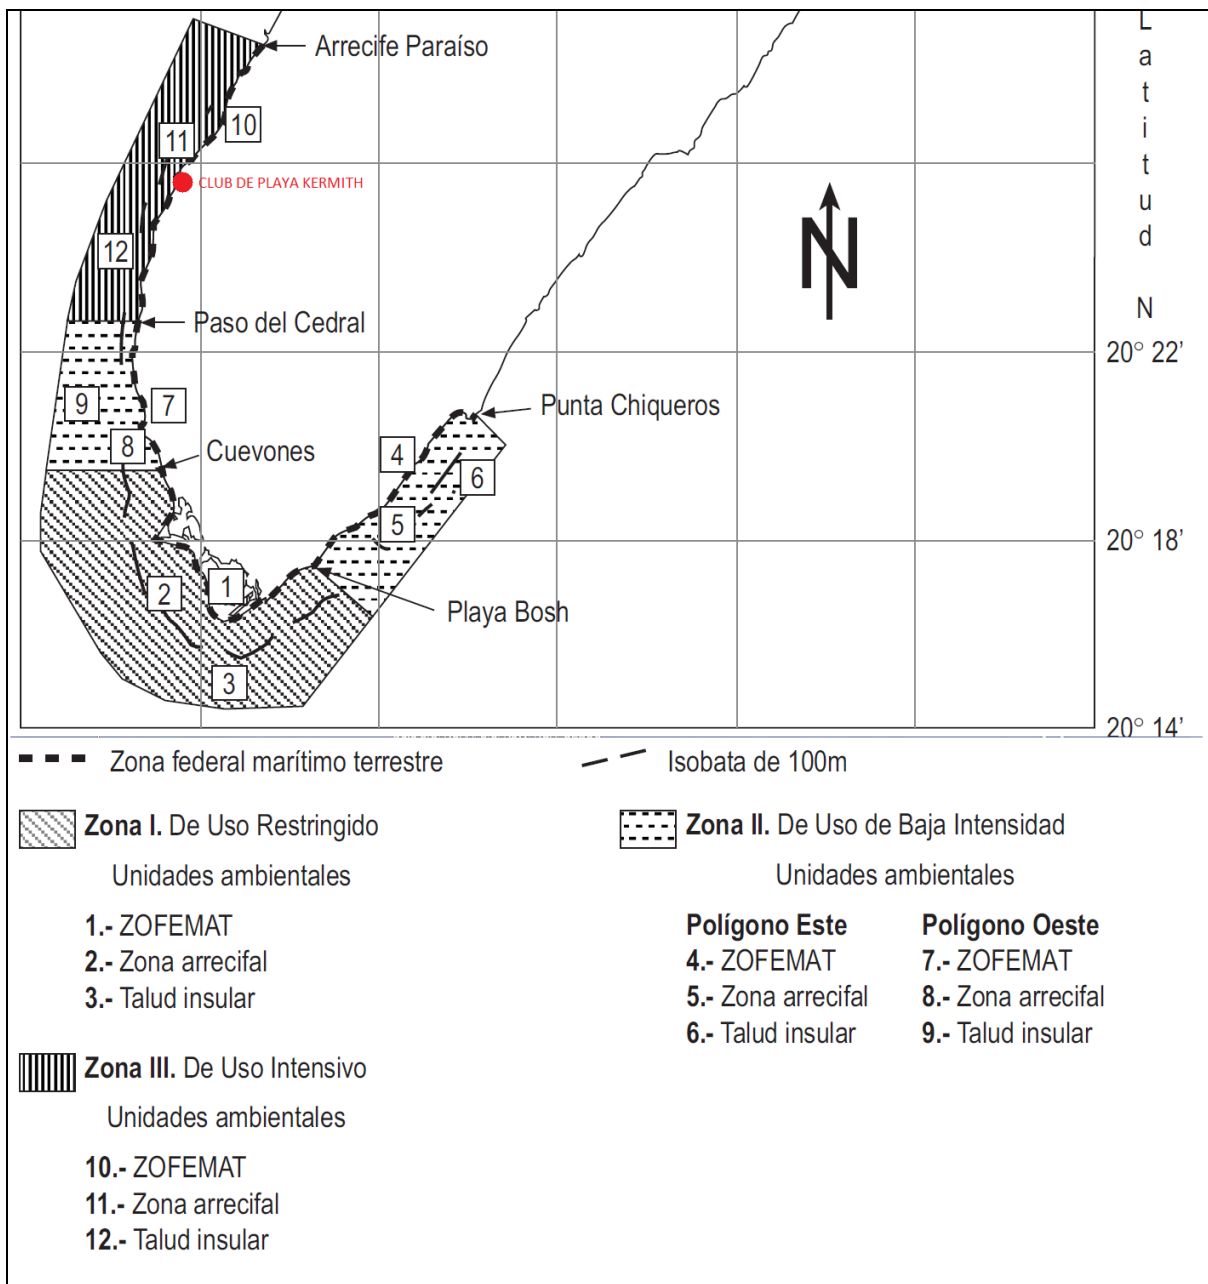 Arrecife Paraíso
10
11
CLUB DE PLAYA KERMITH
12
Paso del Cedral
9
7
8
Cuevones
Punta Chiqueros
4
6
5
2
1
Playa Bosh
3
N
Latitud N
20° 22’
20° 18’
20° 14’
Zona federal marítimo terrestre
Isobata de 100m
Zona I. De Uso Restringido
Unidades ambientales
1.- ZOFEMAT
2.- Zona arrecifal
3.- Talud insular
Zona II. De Uso de Baja Intensidad
Unidades ambientales
Polígono Este
4.- ZOFEMAT
5.- Zona arrecifal
6.- Talud insular
Polígono Oeste
7.- ZOFEMAT
8.- Zona arrecifal
9.- Talud insular
Zona III. De Uso Intensivo
Unidades ambientales
10.- ZOFEMAT
11.- Zona arrecifal
12.- Talud insular